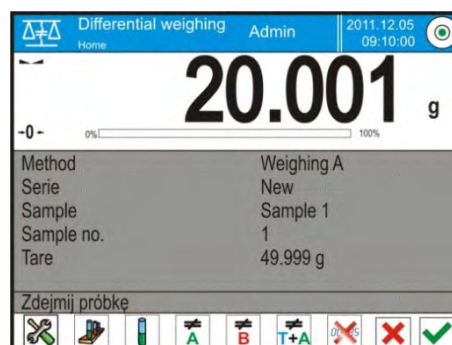 Differential weighing Admin 2011.12.05
Home 09:10:00
20.001 g
→0← 0% 100%
Method Weighing A
Serie New
Sample Sample 1
Sample no. 1
Tare 49.999 g
Zdejmij próbkę
A B T+A